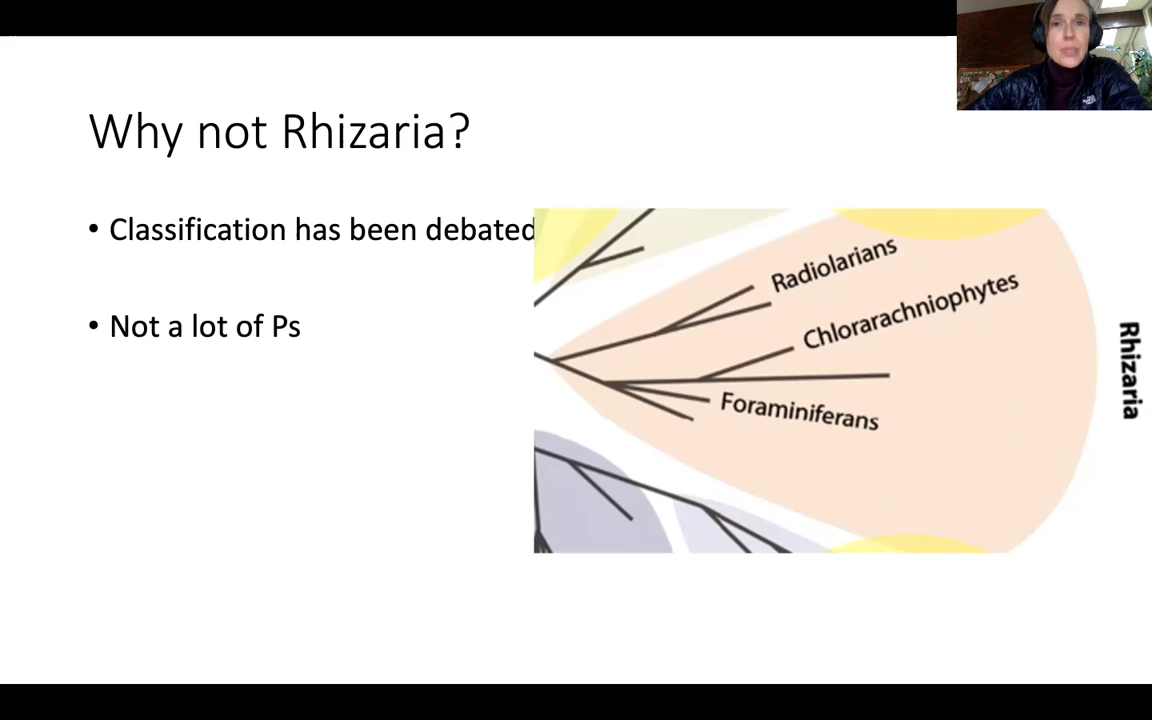 Why not Rhizaria?
• Classification has been debated
• Not a lot of Ps
Radiolarians
Chlorarachniophytes
Foraminiferans
Rhizaria